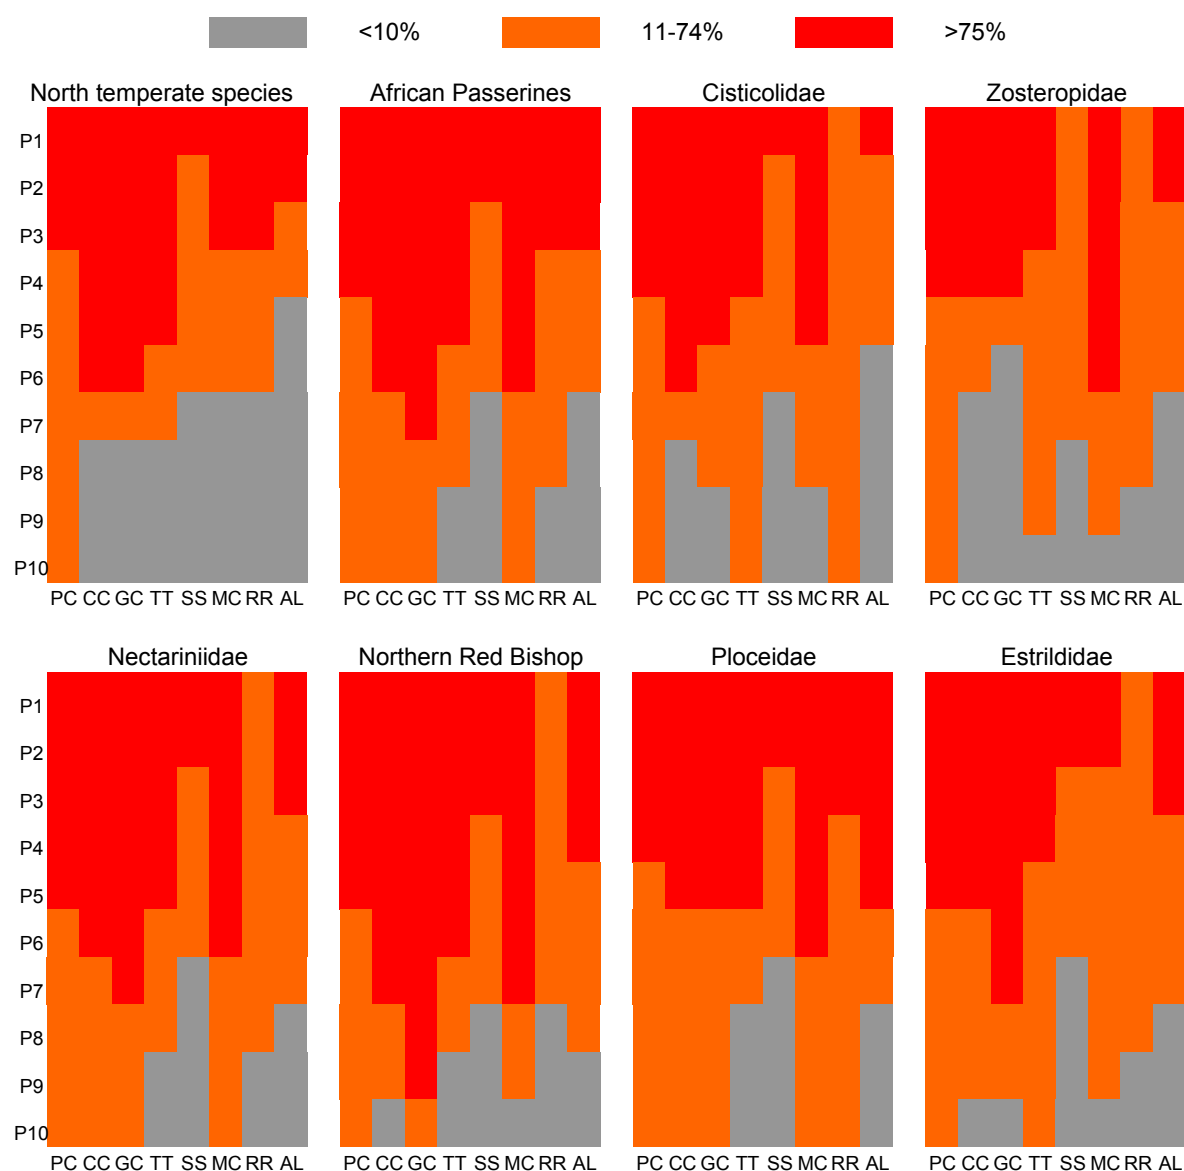 <10% 11-74% >75%
North temperate species African Passerines Cisticolidae Zosteropidae
P1
P2
P3
P4
P5
P6
P7
P8
P9
P10
PC CC GC TT SS MC RR AL PC CC GC TT SS MC RR AL PC CC GC TT SS MC RR AL PC CC GC TT SS MC RR AL
Nectariniidae Northern Red Bishop Ploceidae Estrildidae
P1
P2
P3
P4
P5
P6
P7
P8
P9
P10
PC CC GC TT SS MC RR AL PC CC GC TT SS MC RR AL PC CC GC TT SS MC RR AL PC CC GC TT SS MC RR AL